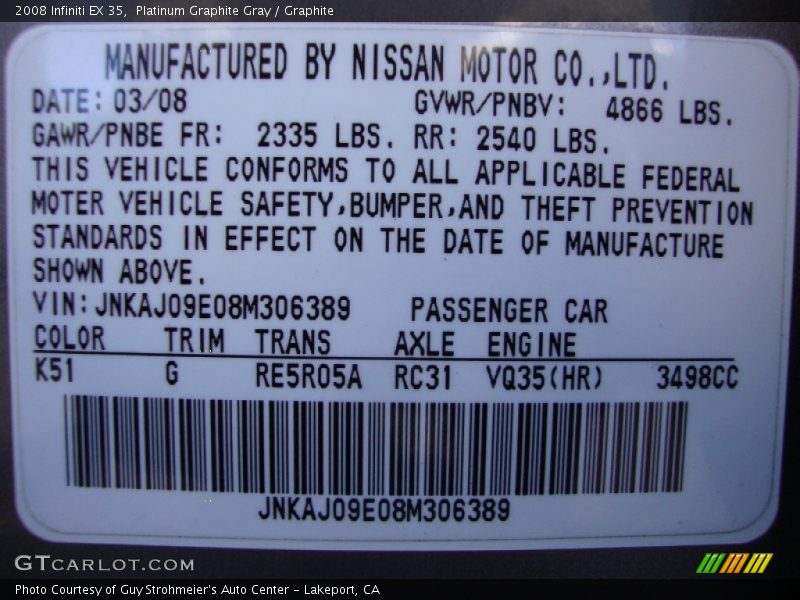 2008 Infiniti EX 35, Platinum Graphite Gray / Graphite
MANUFACTURED BY NISSAN MOTOR CO.,LTD.
DATE: 03/08 GVWR/PNBV: 4866 LBS.
GAWR/PNBE FR: 2335 LBS. RR: 2540 LBS.
THIS VEHICLE CONFORMS TO ALL APPLICABLE FEDERAL
MOTER VEHICLE SAFETY,BUMPER,AND THEFT PREVENTION
STANDARDS IN EFFECT ON THE DATE OF MANUFACTURE
SHOWN ABOVE.
VIN:JNKAJ09E08M306389 PASSENGER CAR
COLOR TRIM TRANS AXLE ENGINE
K51 G RE5R05A RC31 VQ35(HR) 3498CC
JNKAJ09E08M306389
GTCARLOT.COM
Photo Courtesy of Guy Strohmeier's Auto Center - Lakeport, CA